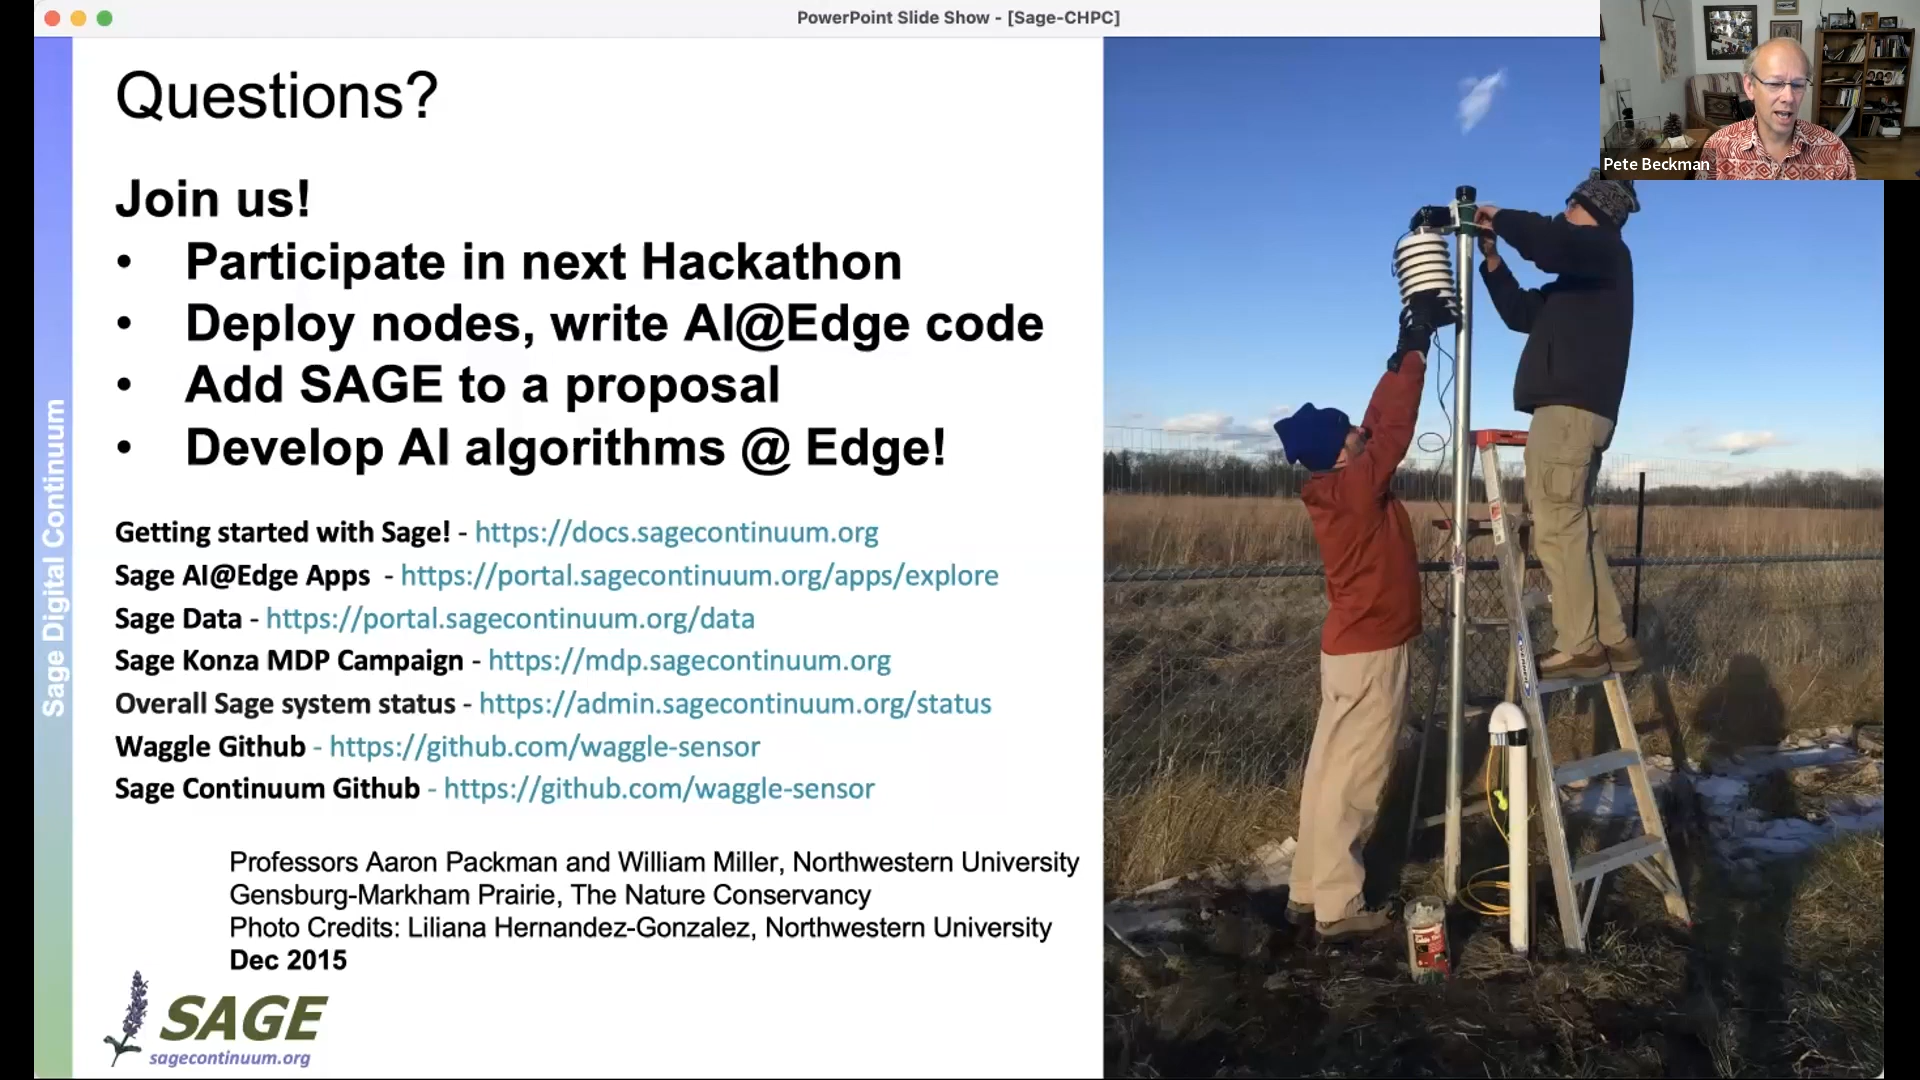 PowerPoint Slide Show - [Sage-CHPC]
Pete Beckman
Sage Digital Continuum
Questions?
Join us!
• Participate in next Hackathon
• Deploy nodes, write AI@Edge code
• Add SAGE to a proposal
• Develop AI algorithms @ Edge!
Getting started with Sage! - https://docs.sagecontinuum.org
Sage AI@Edge Apps - https://portal.sagecontinuum.org/apps/explore
Sage Data - https://portal.sagecontinuum.org/data
Sage Konza MDP Campaign - https://mdp.sagecontinuum.org
Overall Sage system status - https://admin.sagecontinuum.org/status
Waggle Github - https://github.com/waggle-sensor
Sage Continuum Github - https://github.com/waggle-sensor
Professors Aaron Packman and William Miller, Northwestern University
Gensburg-Markham Prairie, The Nature Conservancy
Photo Credits: Liliana Hernandez-Gonzalez, Northwestern University
Dec 2015
SAGE
sagecontinuum.org